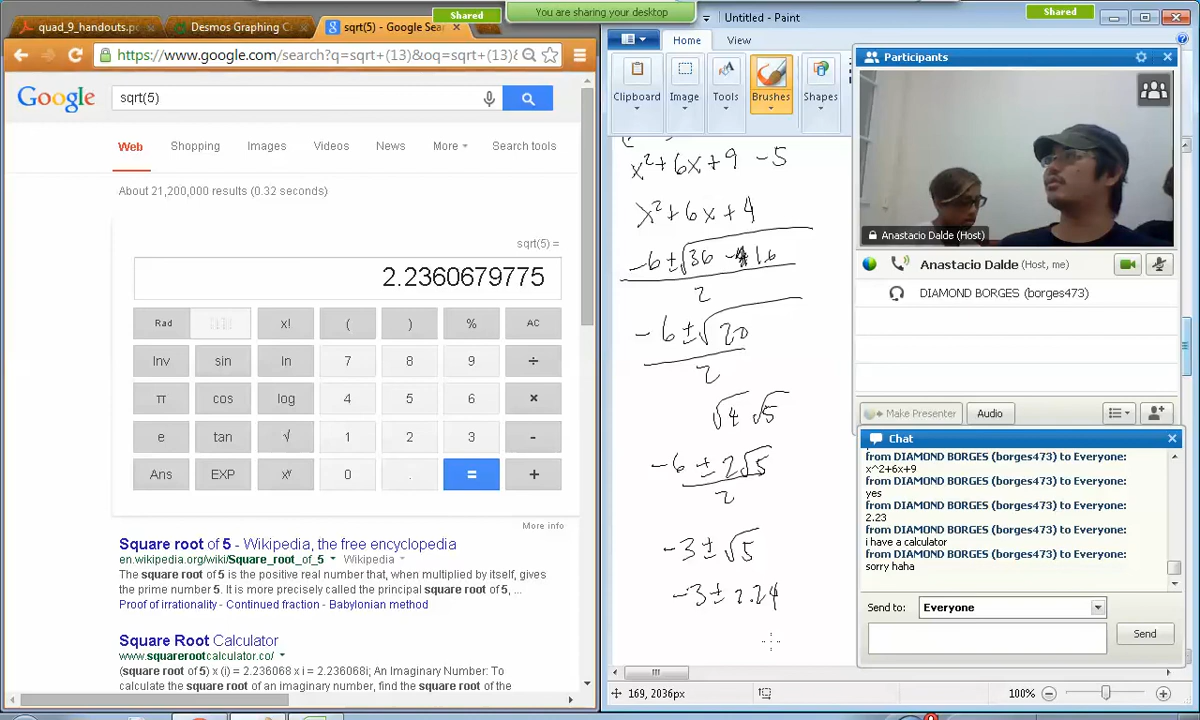 quad_9_handouts.pc
Desmos Graphing C
sqrt(5) - Google Sea
Shared
You are sharing your desktop
https://www.google.com/search?q=sqrt+(13)&oq=sqrt+(13)
Google
sqrt(5)
Web
Shopping
Images
Videos
News
More
Search tools
About 21,200,000 results (0.32 seconds)
sqrt(5) =
2.2360679775
Rad x! ( ) % AC
Inv sin ln 7 8 9 ÷
π cos log 4 5 6 ×
e tan √ 1 2 3 -
Ans EXP xʸ 0 . = +
More info
Square root of 5 - Wikipedia, the free encyclopedia
en.wikipedia.org/wiki/Square_root_of_5 Wikipedia
The square root of 5 is the positive real number that, when multiplied by itself, gives
the prime number 5. It is more precisely called the principal square root of 5, ...
Proof of irrationality - Continued fraction - Babylonian method
Square Root Calculator
www.squarerootcalculator.co/
(square root of 5) x (i) = 2.236068 x i = 2.236068i; An Imaginary Number: To
calculate the square root of an imaginary number, find the square root of the
Untitled - Paint
Shared
Home
View
Clipboard
Image
Tools
Brushes
Shapes
x²+6x+9 -5
x²+6x+4
-6±√36 - 16
2
-6±√20
2
√4 √5
-6 ± 2√5
2
-3±√5
-3±2.24
169, 2036px
100%
Participants
Anastacio Dalde (Host)
Anastacio Dalde (Host, me)
DIAMOND BORGES (borges473)
Make Presenter
Audio
Chat
from DIAMOND BORGES (borges473) to Everyone:
x^2+6x+9
from DIAMOND BORGES (borges473) to Everyone:
yes
from DIAMOND BORGES (borges473) to Everyone:
2.23
from DIAMOND BORGES (borges473) to Everyone:
i have a calculator
from DIAMOND BORGES (borges473) to Everyone:
sorry haha
Send to:
Everyone
Send